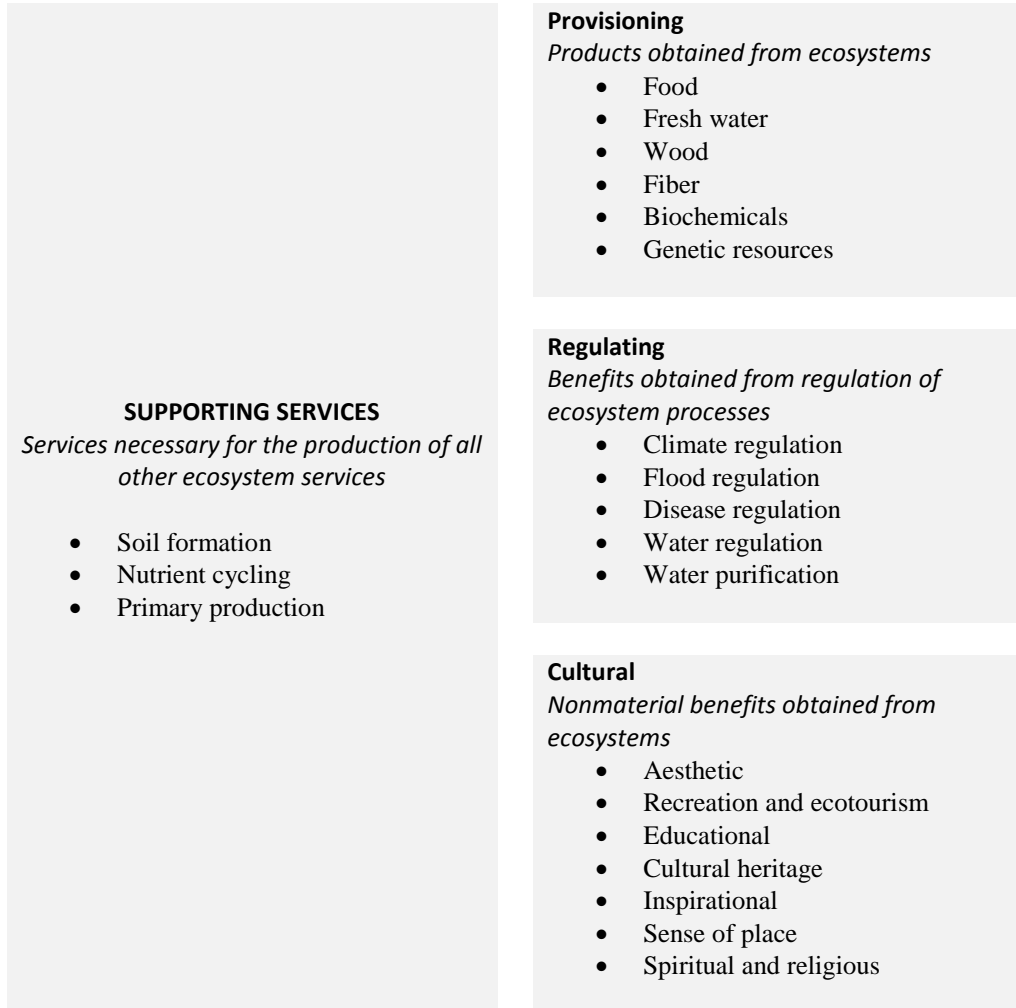 SUPPORTING SERVICES
Services necessary for the production of all
other ecosystem services
• Soil formation
• Nutrient cycling
• Primary production
Provisioning
Products obtained from ecosystems
• Food
• Fresh water
• Wood
• Fiber
• Biochemicals
• Genetic resources
Regulating
Benefits obtained from regulation of
ecosystem processes
• Climate regulation
• Flood regulation
• Disease regulation
• Water regulation
• Water purification
Cultural
Nonmaterial benefits obtained from
ecosystems
• Aesthetic
• Recreation and ecotourism
• Educational
• Cultural heritage
• Inspirational
• Sense of place
• Spiritual and religious